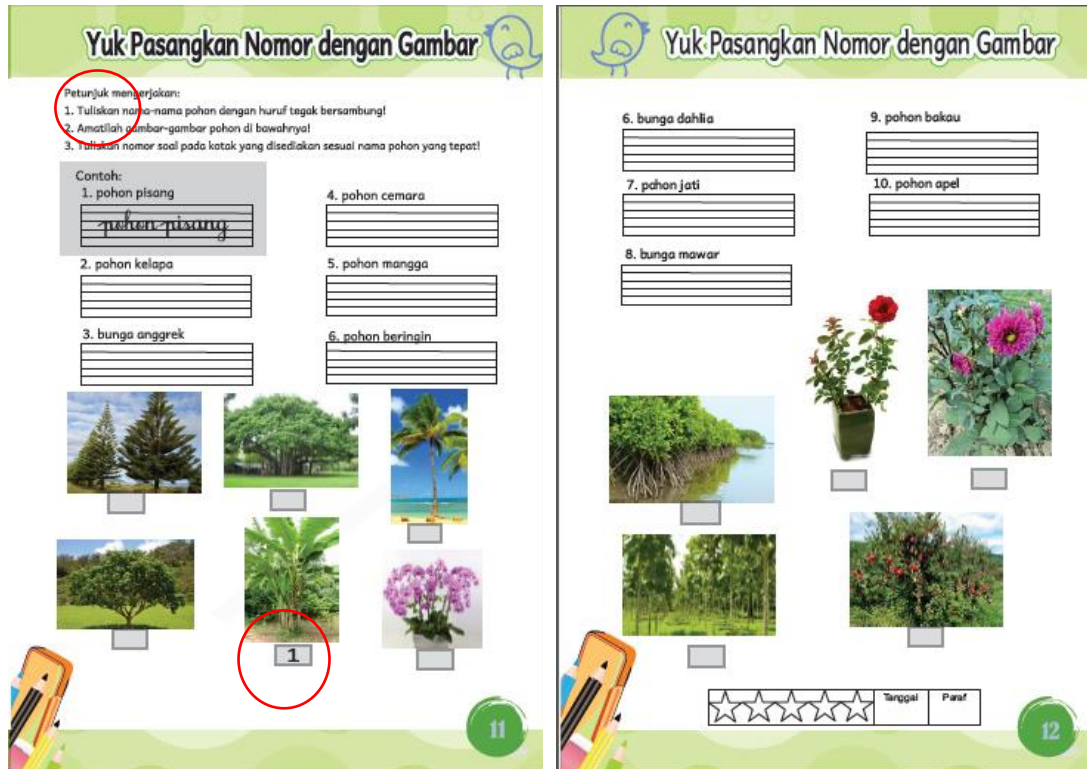 Yuk Pasangkan Nomor dengan Gambar
Petunjuk mengerjakan:
1. Tuliskan nama-nama pohon dengan huruf tegak bersambung!
2. Amatilah gambar-gambar pohon di bawahnya!
3. Tuliskan nomor soal pada kotak yang disediakan sesuai nama pohon yang tepat!
Contoh:
1. pohon pisang
pohon pisang
2. pohon kelapa
3. bunga anggrek
4. pohon cemara
5. pohon mangga
6. pohon beringin
1
11
Yuk Pasangkan Nomor dengan Gambar
6. bunga dahlia
7. pahon jati
8. bunga mawar
9. pohon bakau
10. pohon apel
Tanggal
Paraf
12